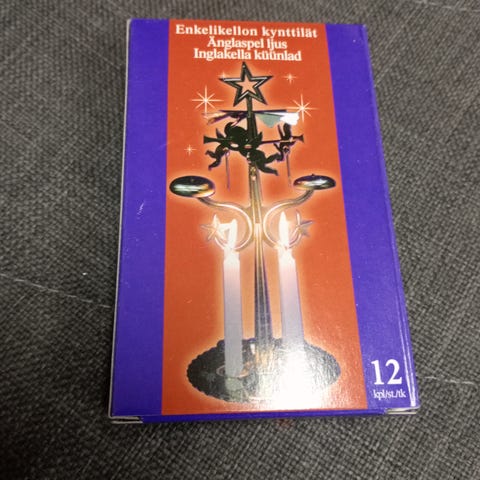 Enkelikellon kynttilät
Änglaspel ljus
Inglakella küünlad
12
kpl/st./tk